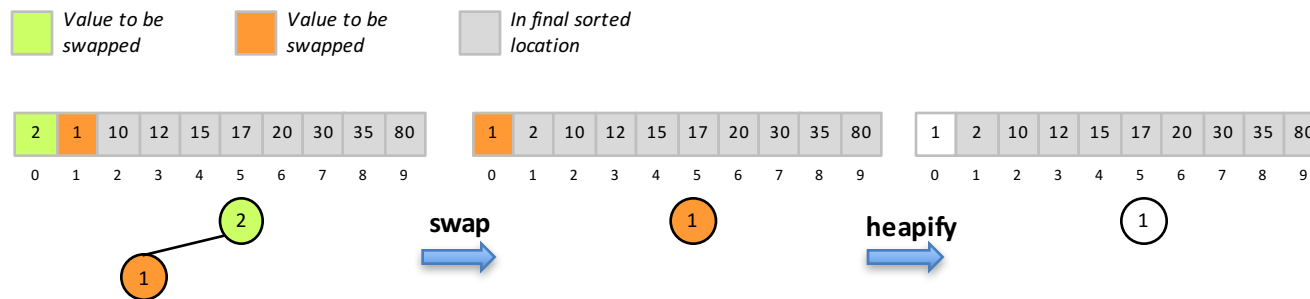 Value to be
swapped
Value to be
swapped
In final sorted
location
2 1 10 12 15 17 20 30 35 80
0 1 2 3 4 5 6 7 8 9
1 2 10 12 15 17 20 30 35 80
0 1 2 3 4 5 6 7 8 9
1 2 10 12 15 17 20 30 35 80
0 1 2 3 4 5 6 7 8 9
2
1
swap
1
heapify
1